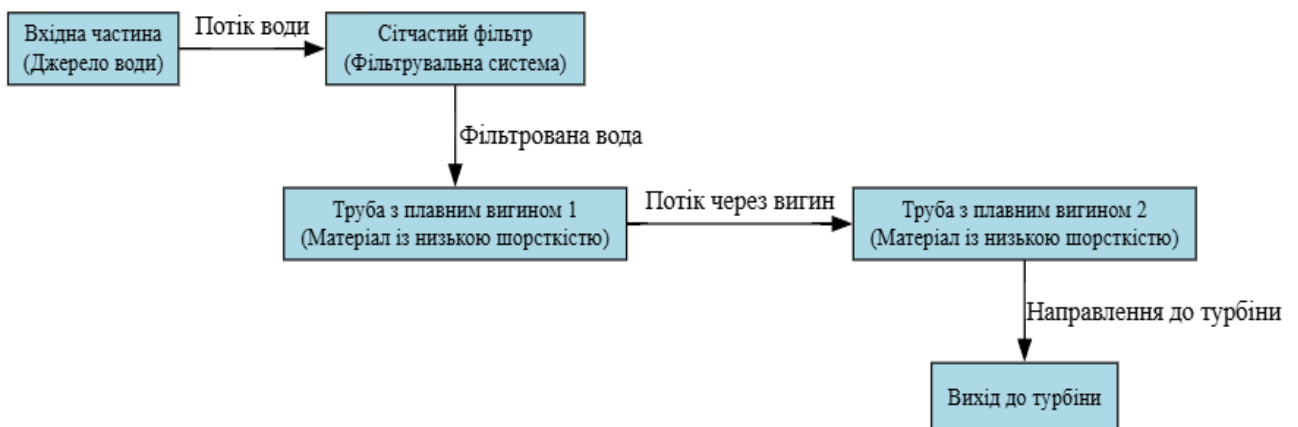 Вхідна частина
(Джерело води)
Потік води
Сітчастий фільтр
(Фільтрувальна система)
Фільтрована вода
Труба з плавним вигином 1
(Матеріал із низькою шорсткістю)
Потік через вигин
Труба з плавним вигином 2
(Матеріал із низькою шорсткістю)
Направлення до турбіни
Вихід до турбіни